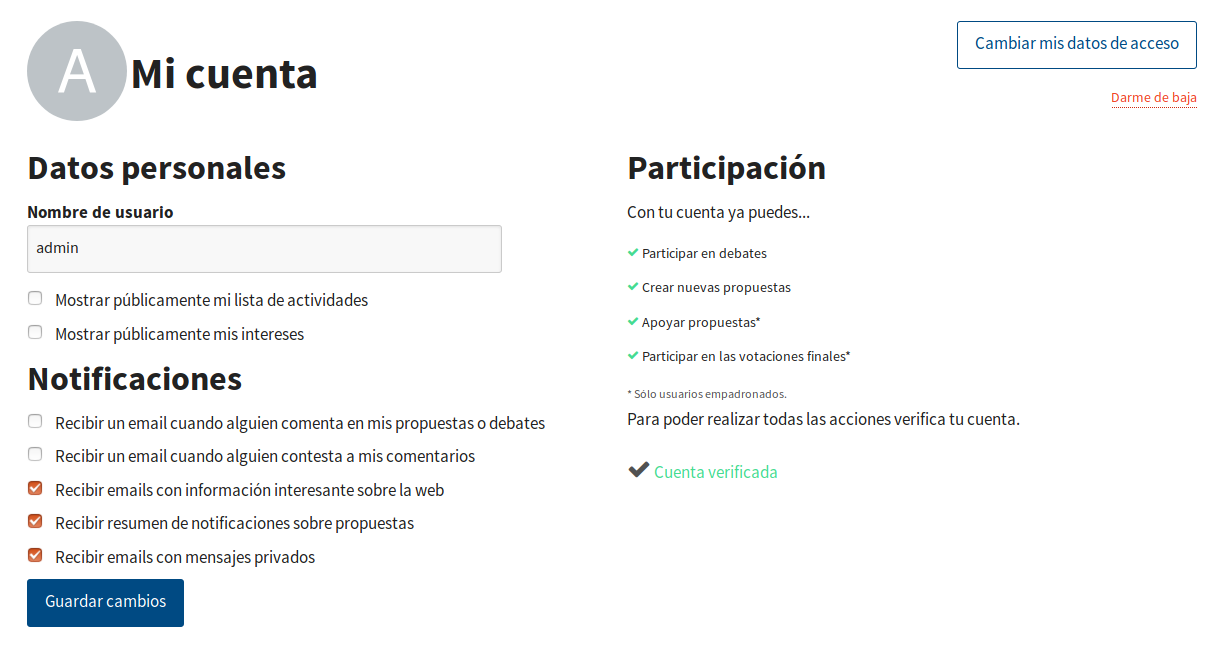 A
Mi cuenta
Cambiar mis datos de acceso
Darme de baja
Datos personales
Nombre de usuario
admin
Mostrar públicamente mi lista de actividades
Mostrar públicamente mis intereses
Notificaciones
Recibir un email cuando alguien comenta en mis propuestas o debates
Recibir un email cuando alguien contesta a mis comentarios
Recibir emails con información interesante sobre la web
Recibir resumen de notificaciones sobre propuestas
Recibir emails con mensajes privados
Guardar cambios
Participación
Con tu cuenta ya puedes...
Participar en debates
Crear nuevas propuestas
Apoyar propuestas*
Participar en las votaciones finales*
* Sólo usuarios empadronados.
Para poder realizar todas las acciones verifica tu cuenta.
Cuenta verificada